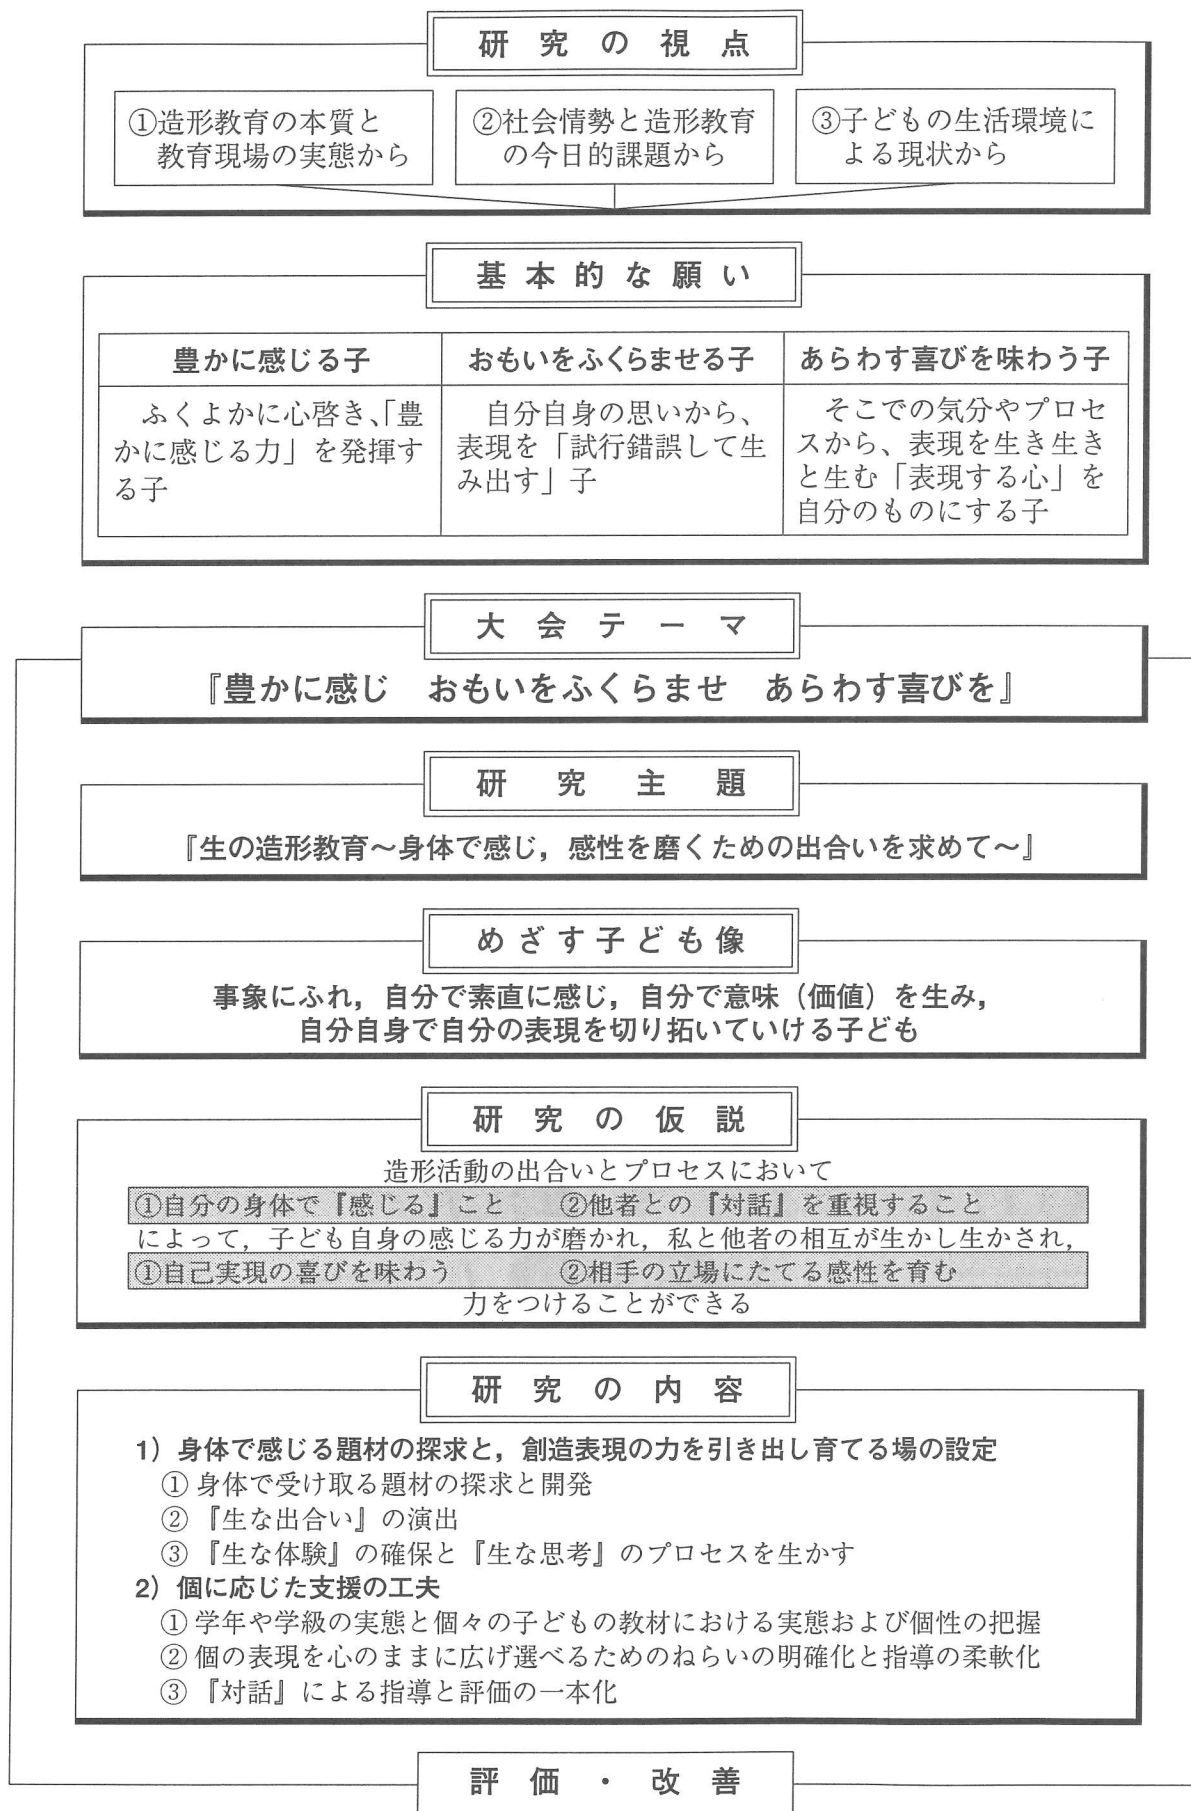 研究の視点
①造形教育の本質と
教育現場の実態から
②社会情勢と造形教育
の今日的課題から
③子どもの生活環境に
よる現状から
基本的な願い
豊かに感じる子
ふくよかに心啓き、「豊
かに感じる力」を発揮す
る子
おもいをふくらませる子
自分自身の思いから、
表現を「試行錯誤して生
み出す」子
あらわす喜びを味わう子
そこでの気分やプロセ
スから、表現を生き生き
と生む「表現する心」を
自分のものにする子
大会テーマ
『豊かに感じ　おもいをふくらませ　あらわす喜びを』
研究主題
『生の造形教育～身体で感じ，感性を磨くための出合いを求めて～』
めざす子ども像
事象にふれ，自分で素直に感じ，自分で意味（価値）を生み，
自分自身で自分の表現を切り拓いていける子ども
研究の仮説
造形活動の出合いとプロセスにおいて
①自分の身体で『感じる』こと　②他者との『対話』を重視すること
によって，子ども自身の感じる力が磨かれ，私と他者の相互が生かし生かされ，
①自己実現の喜びを味わう　②相手の立場にたてる感性を育む
力をつけることができる
研究の内容
1）身体で感じる題材の探求と，創造表現の力を引き出し育てる場の設定
① 身体で受け取る題材の探求と開発
② 『生な出合い』の演出
③ 『生な体験』の確保と『生な思考』のプロセスを生かす
2）個に応じた支援の工夫
① 学年や学級の実態と個々の子どもの教材における実態および個性の把握
② 個の表現を心のままに広げ選べるためのねらいの明確化と指導の柔軟化
③ 『対話』による指導と評価の一本化
評価・改善